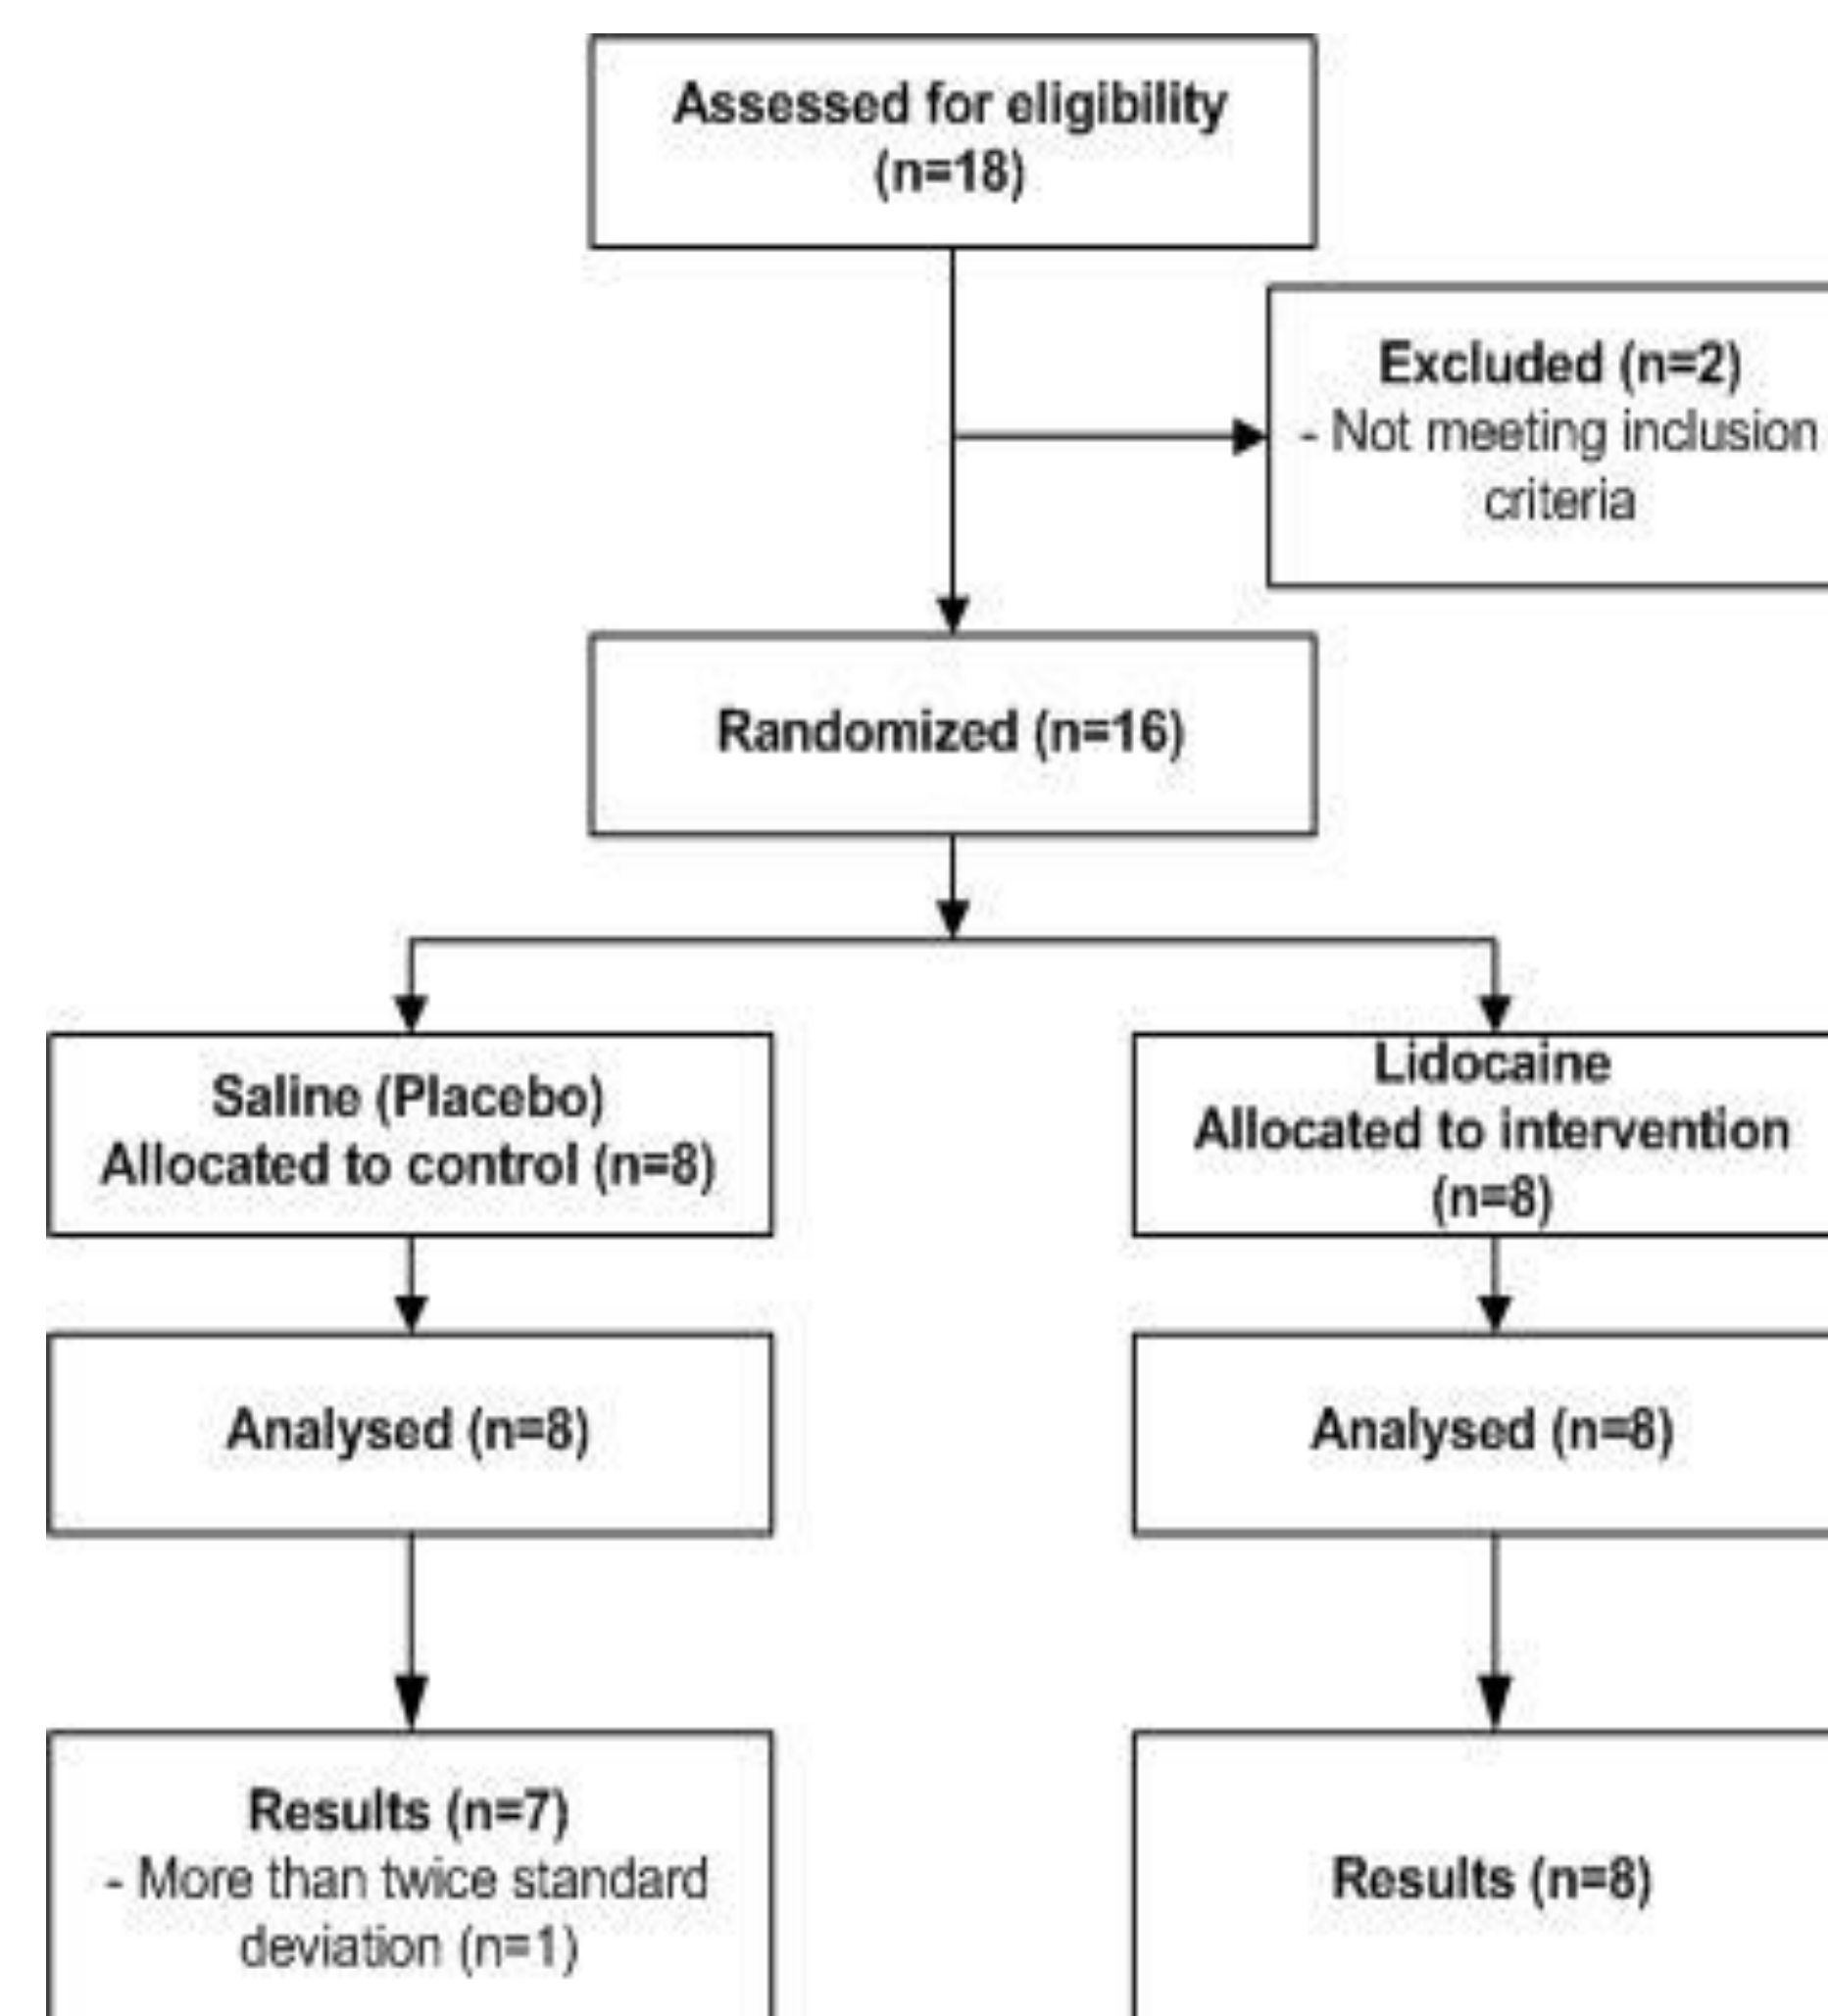 Assessed for eligibility
(n=18)
Excluded (n=2)
- Not meeting inclusion
criteria
Randomized (n=16)
Saline (Placebo)
Allocated to control (n=8)
Lidocaine
Allocated to intervention
(n=8)
Analysed (n=8)
Analysed (n=8)
Results (n=7)
- More than twice standard
deviation (n=1)
Results (n=8)